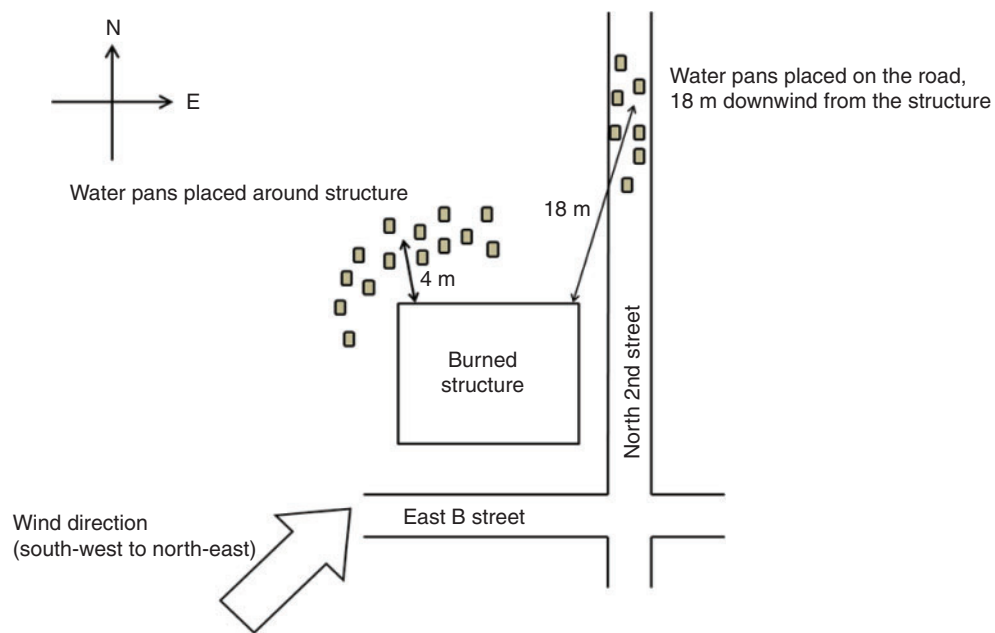 N
E
Water pans placed on the road,
18 m downwind from the structure
Water pans placed around structure
18 m
4 m
Burned
structure
North 2nd street
East B street
Wind direction
(south-west to north-east)